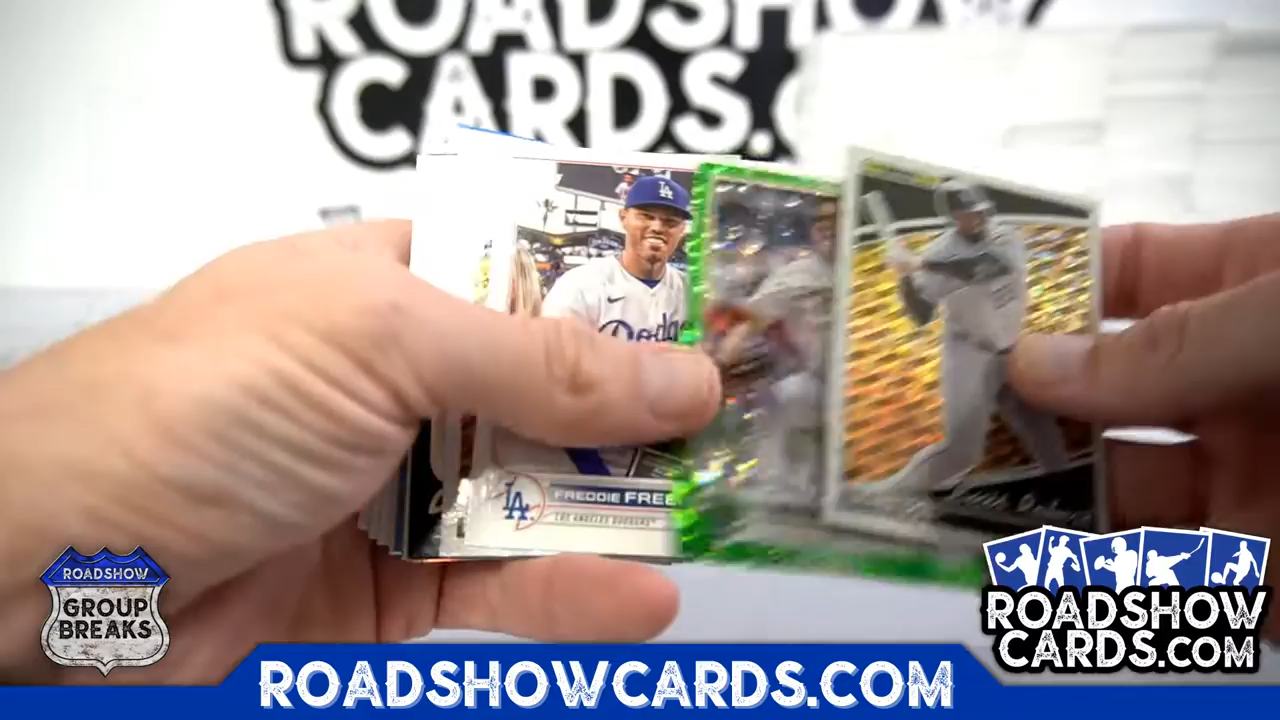 ROADSHOW
CARDS.C
LA
Dodge
LA
FREDDIE FREE
LOS ANGELES DODGERS
ROADSHOW
GROUP
BREAKS
ROADSHOW
CARDS.COM
ROADSHOWCARDS.COM